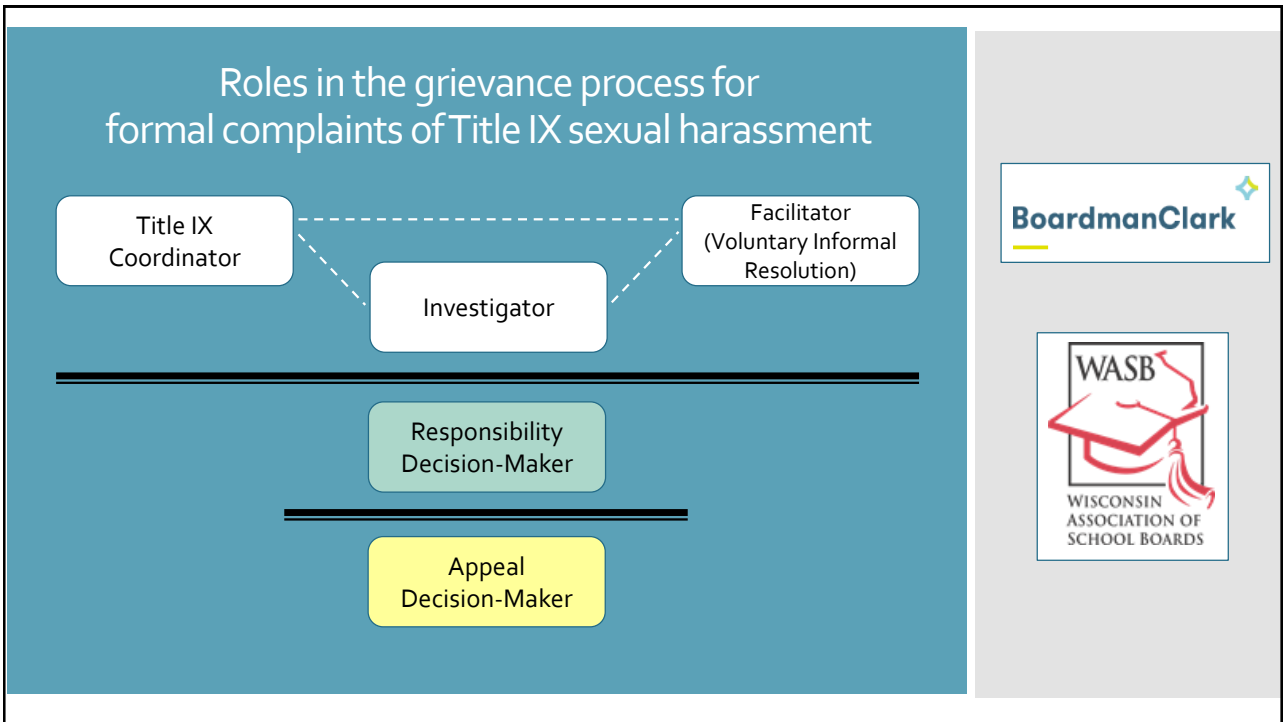 Roles in the grievance process for
formal complaints of Title IX sexual harassment
Title IX
Coordinator
Facilitator
(Voluntary Informal
Resolution)
Investigator
Responsibility
Decision-Maker
Appeal
Decision-Maker
BoardmanClark
WASB
WISCONSIN
ASSOCIATION OF
SCHOOL BOARDS